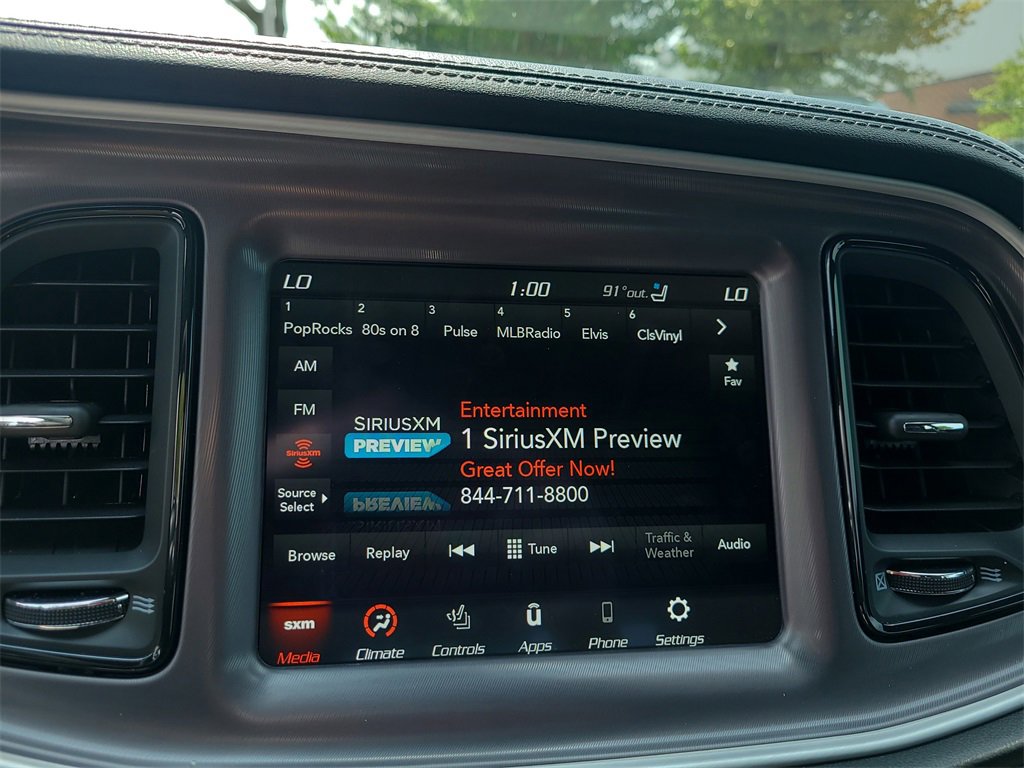 LO 1:00 91°out. LO
1 2 3 4 5 6
PopRocks 80s on 8 Pulse MLBRadio Elvis ClsVinyl
AM
Fav
FM
SIRIUSXM
PREVIEW
Entertainment
1 SiriusXM Preview
Great Offer Now!
844-711-8800
SiriusXM
Source
Select
PREVIEW
Browse Replay Tune Traffic &
Weather Audio
sxm
Media Climate Controls Apps Phone Settings